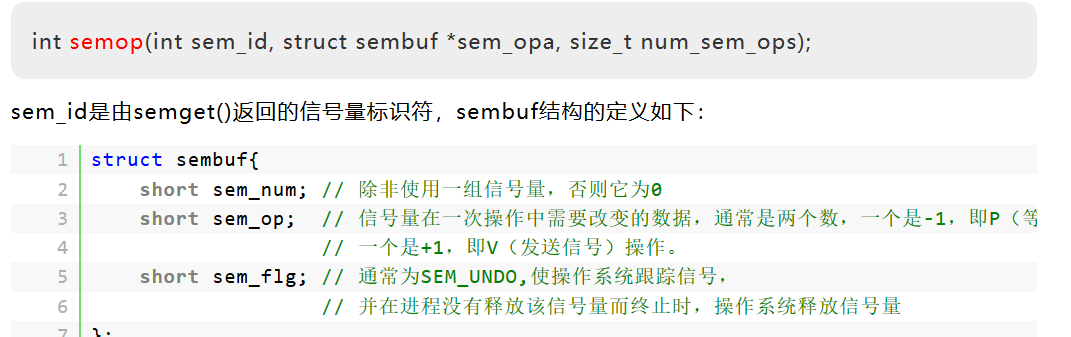 int semop(int sem_id, struct sembuf *sem_opa, size_t num_sem_ops);
sem_id是由semget()返回的信号量标识符，sembuf结构的定义如下：
1 struct sembuf{
2 short sem_num; // 除非使用一组信号量，否则它为0
3 short sem_op; // 信号量在一次操作中需要改变的数据，通常是两个数，一个是-1，即P（等
4 // 一个是+1，即V（发送信号）操作。
5 short sem_flg; // 通常为SEM_UNDO,使操作系统跟踪信号，
6 // 并在进程没有释放该信号量而终止时，操作系统释放信号量
7 };